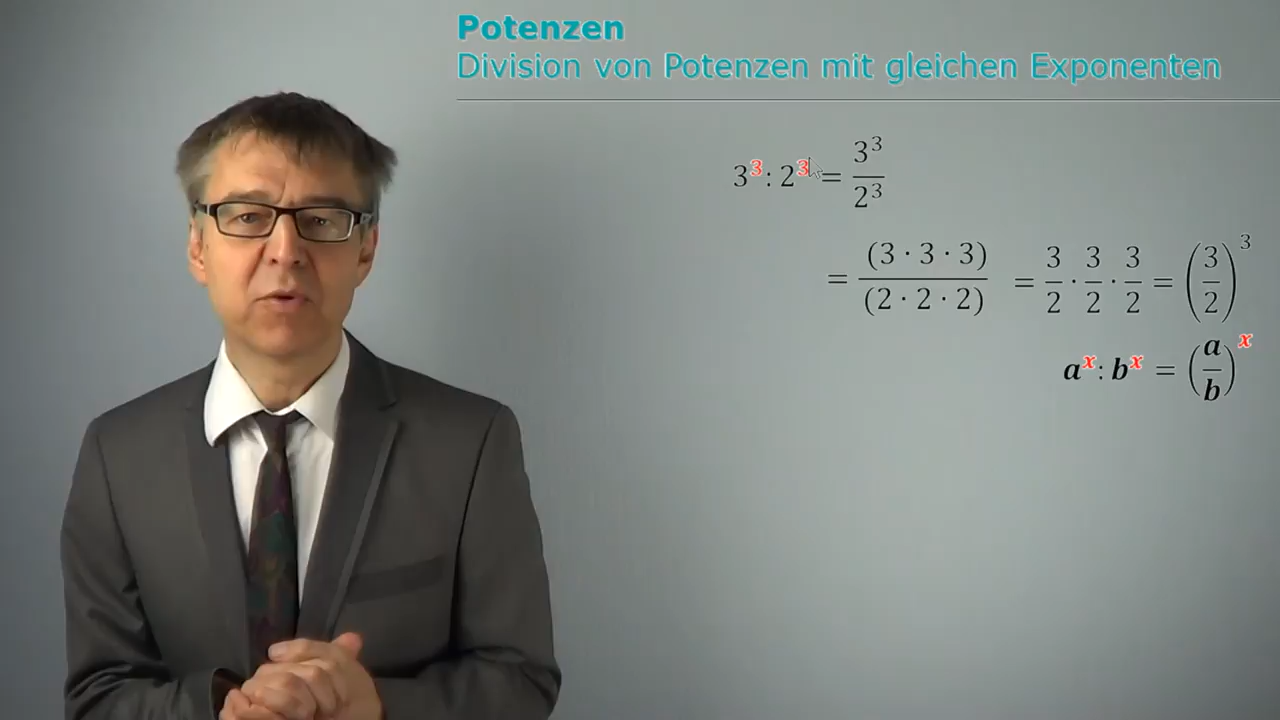 Potenzen
Division von Potenzen mit gleichen Exponenten
3³ : 2³ = 3³/2³
= (3 · 3 · 3)/(2 · 2 · 2) = 3/2 · 3/2 · 3/2 = (3/2)³
aˣ : bˣ = (a/b)ˣ